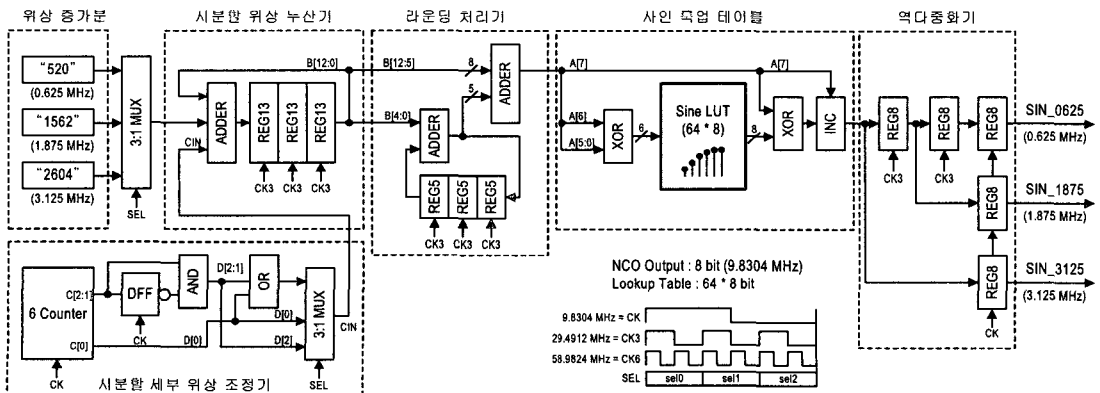 위상 증가분
시분할 위상 누산기
라운딩 처리기
사인 룩업 테이블
역다중화기
"520"
(0.625 MHz)
"1562"
(1.875 MHz)
"2604"
(3.125 MHz)
3:1 MUX
SEL
CIN
ADDER
REG13
REG13
REG13
CK3
CK3
CK3
B[12:0]
B[12:5]
8
5
ADDER
B[4:0]
ADDER
REG5
REG5
REG5
CK3
CK3
CK3
A[7]
A[6]
A[5:0]
XOR
6
Sine LUT
(64 * 8)
8
A[7]
XOR
INC
REG8
REG8
REG8
CK3
CK3
SIN_0625
(0.625 MHz)
REG8
SIN_1875
(1.875 MHz)
REG8
SIN_3125
(3.125 MHz)
CK
6 Counter
C[2:1]
C[0]
CK
DFF
CK
AND
D[2:1]
OR
D[0]
D[0]
D[2]
3:1 MUX
CIN
SEL
시분할 세부 위상 조정기
NCO Output : 8 bit (9.8304 MHz)
Lookup Table : 64 * 8 bit
9.8304 MHz = CK
29.4912 MHz = CK3
58.9824 MHz = CK6
SEL
sel0
sel1
sel2